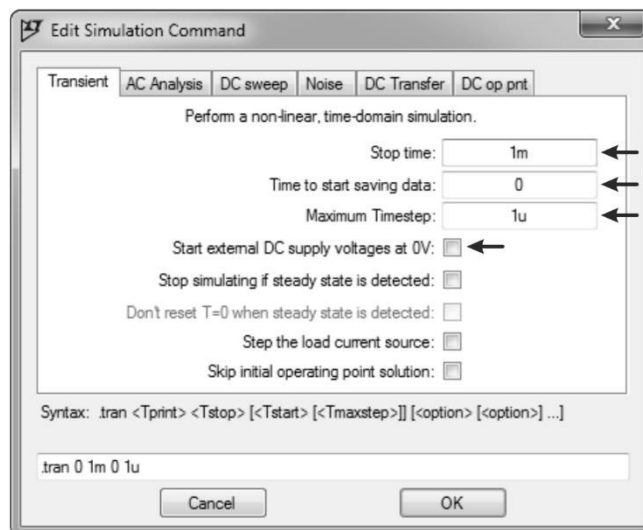 Edit Simulation Command
Transient AC Analysis DC sweep Noise DC Transfer DC op pnt
Perform a non-linear, time-domain simulation.
Stop time: 1m
Time to start saving data: 0
Maximum Timestep: 1u
Start external DC supply voltages at 0V:
Stop simulating if steady state is detected:
Don't reset T=0 when steady state is detected:
Step the load current source:
Skip initial operating point solution:
Syntax: .tran <Tprint> <Tstop> [<Tstart> [<Tmaxstep>]] [<option> [<option>] ...]
.tran 0 1m 0 1u
Cancel OK